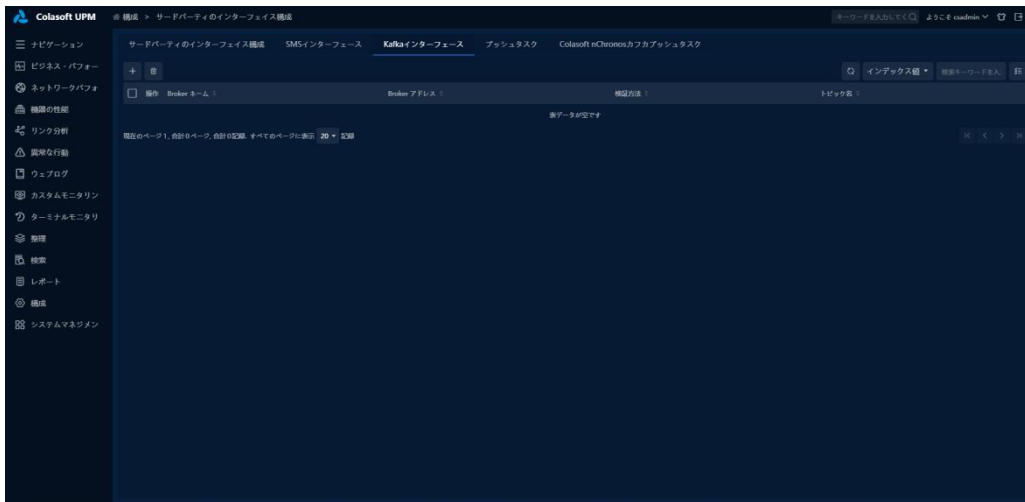 Colasoft UPM
構成 > サードパーティのインターフェイス構成
キーワードを入力してく
ようこそ csadmin
ナビゲーション
ビジネス・パフォー
ネットワークパフォ
機器の性能
リンク分析
異常な行動
ウェブログ
カスタムモニタリン
ターミナルモニタリ
整理
検索
レポート
構成
システムマネジメン
サードパーティのインターフェイス構成
SMSインターフェース
Kafkaインターフェース
プッシュタスク
Colasoft nChronosカフカプッシュタスク
インデックス値
検索キーワードを入
操作
Broker ネーム
Broker アドレス
検証方法
トピック名
表データが空です
現在のページ 1, 合計 0 ページ, 合計 0 記録. すべてのページに表示 20 記録